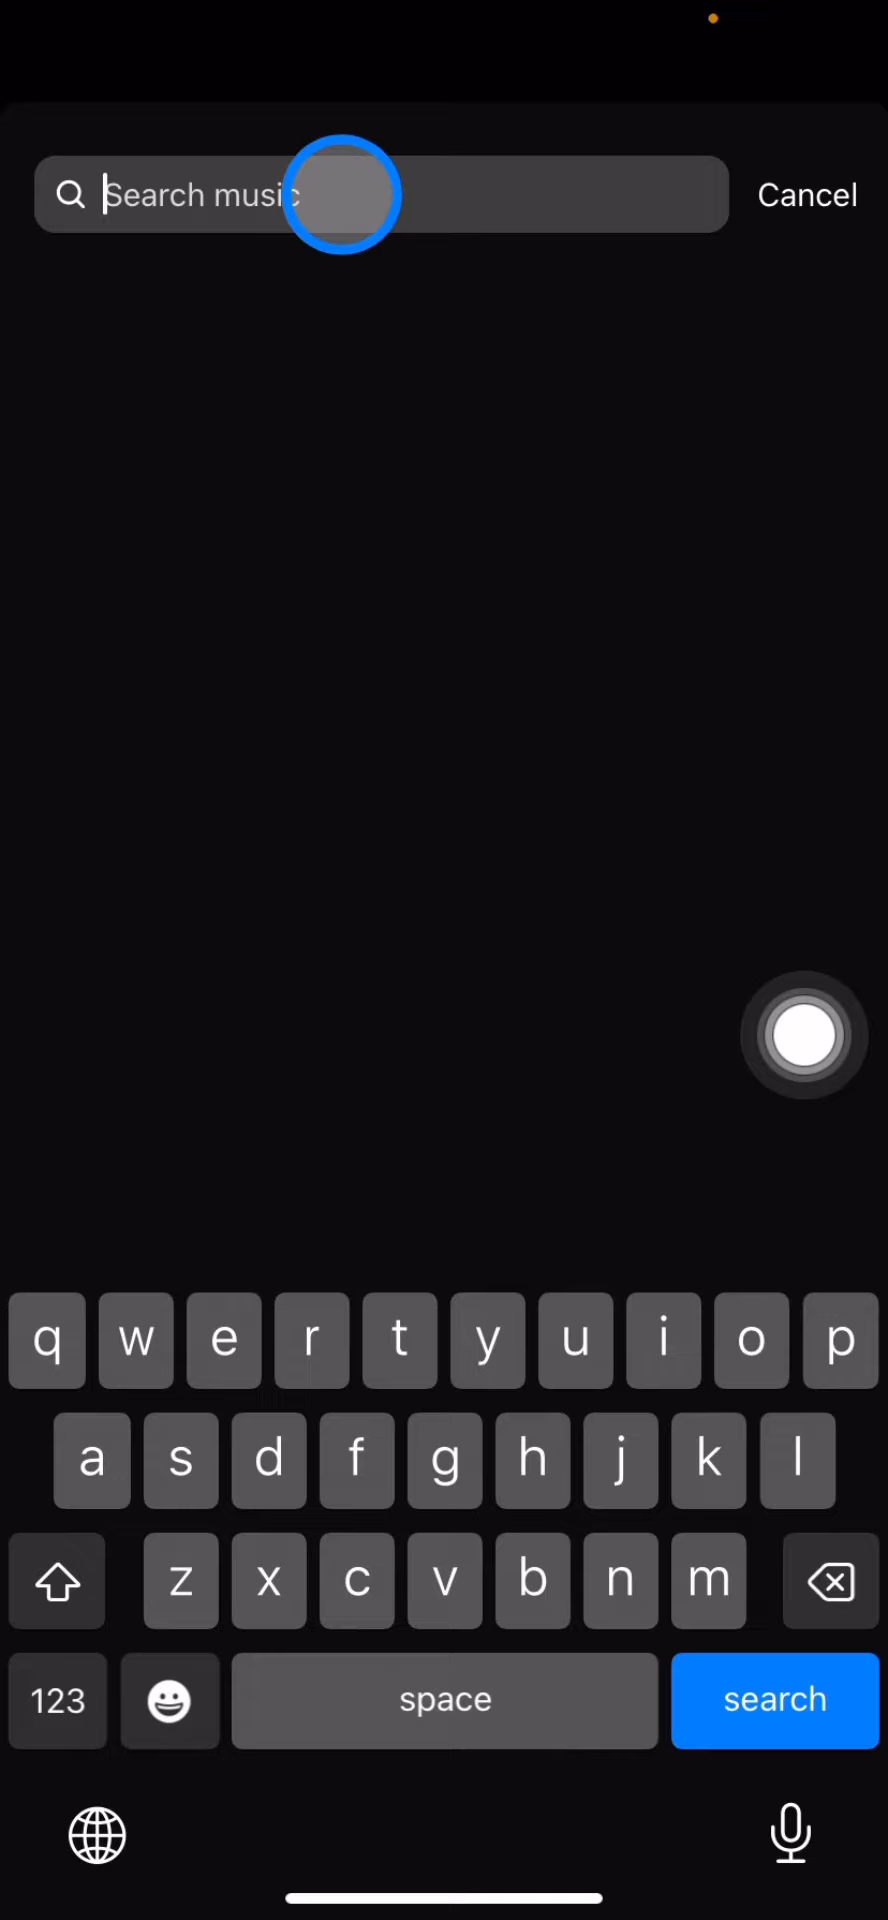 Search music Cancel
q w e r t y u i o p
a s d f g h j k l
z x c v b n m
123 space search